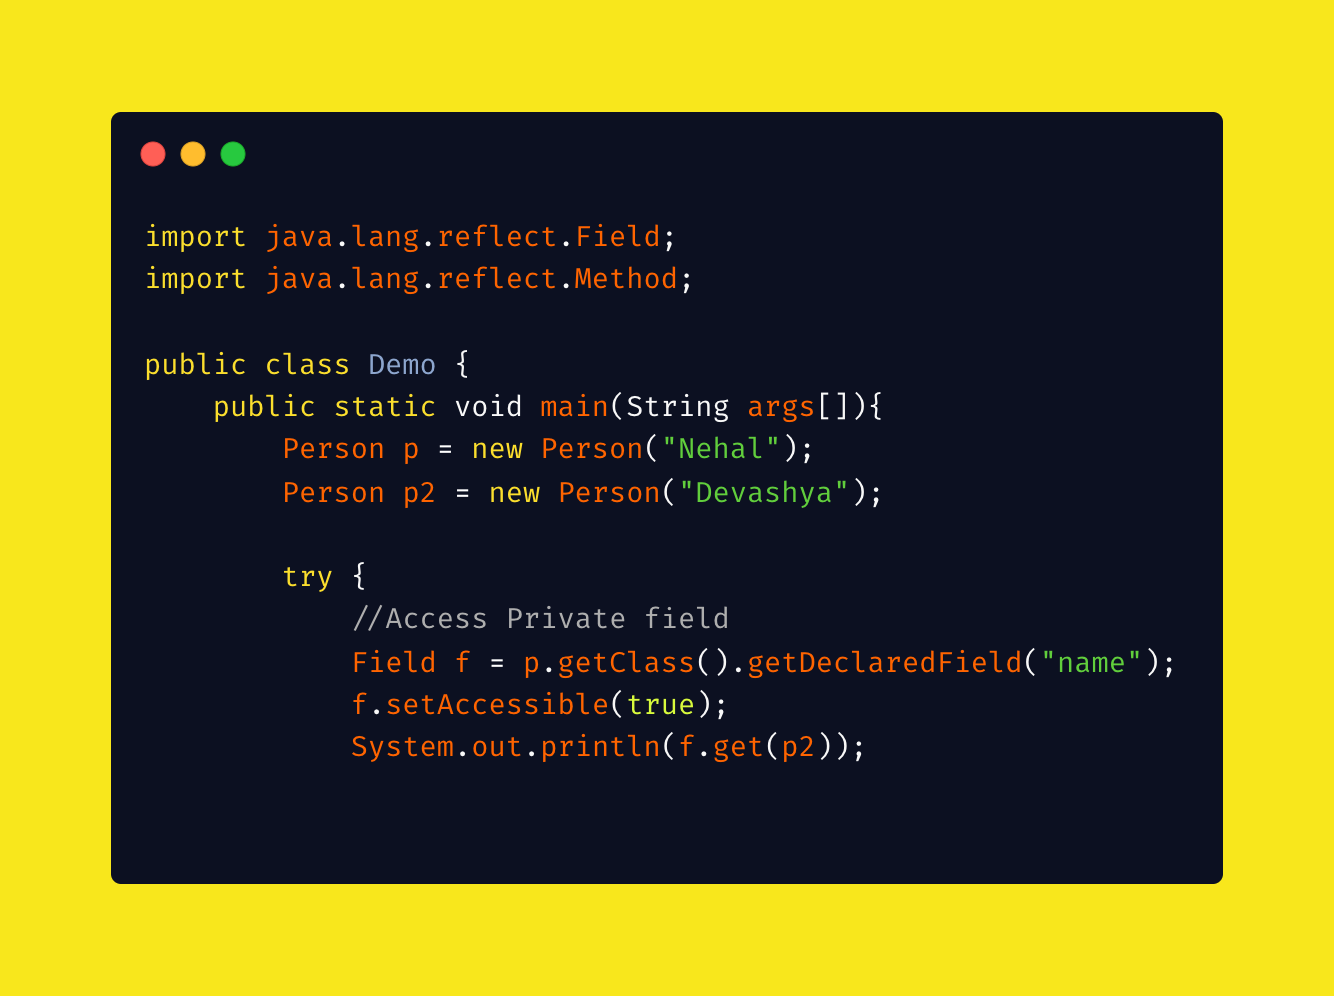 import java.lang.reflect.Field;
import java.lang.reflect.Method;
public class Demo {
public static void main(String args[]){
Person p = new Person("Nehal");
Person p2 = new Person("Devashya");
try {
//Access Private field
Field f = p.getClass().getDeclaredField("name");
f.setAccessible(true);
System.out.println(f.get(p2));